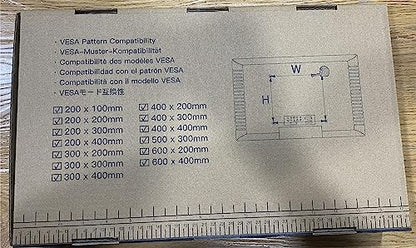 · VESA Pattern Compatibility
· VESA-Muster-Kompatibilität
· Compatibilité des modèles VESA
· Compatibilidad con el patrón VESA
· Compatibilità con il modello VESA
· VESAモード互換性
200 x 100mm
200 x 200mm
200 x 300mm
200 x 400mm
300 x 200mm
300 x 300mm
300 x 400mm
400 x 200mm
400 x 300mm
400 x 400mm
500 x 300mm
600 x 200mm
600 x 400mm
W
H